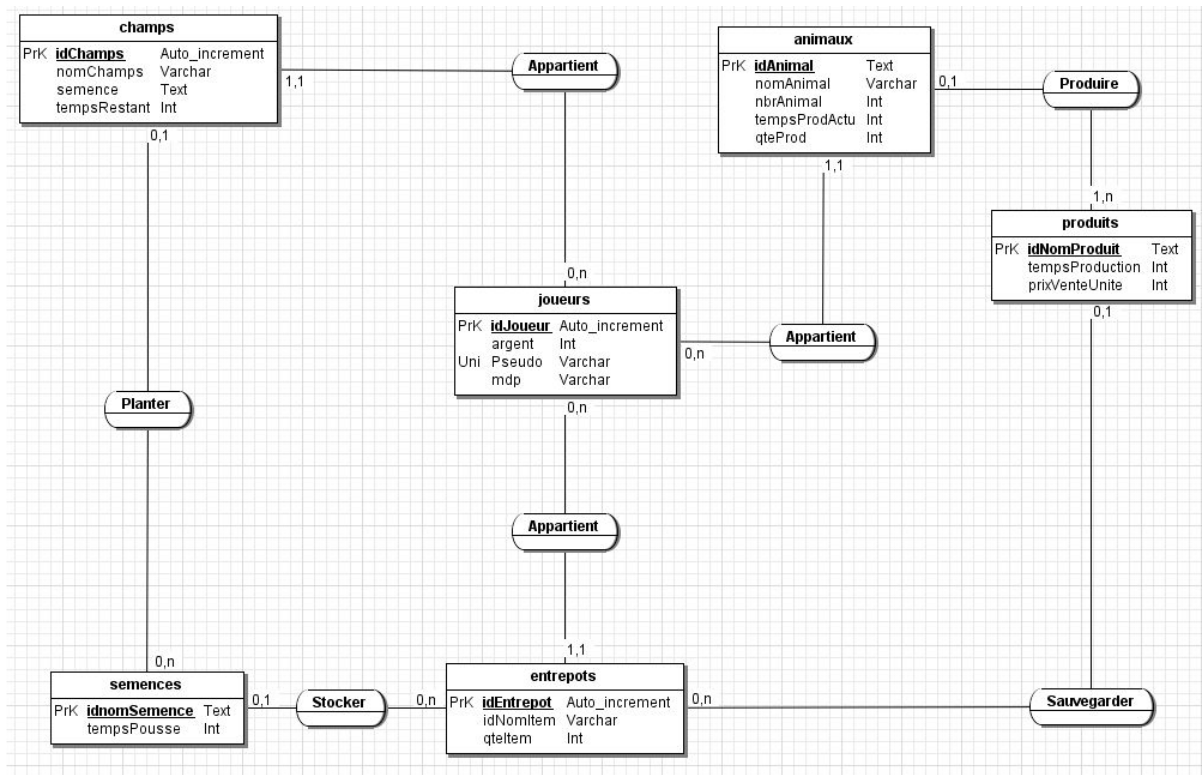 champs
PrK idChamps Auto_increment
nomChamps Varchar
semence Text
tempsRestant Int
1,1
Appartient
animaux
PrK idAnimal Text
nomAnimal Varchar
nbrAnimal Int
tempsProdActu Int
qteProd Int
0,1
Produire
0,1
1,1
1,n
produits
PrK idNomProduit Text
tempsProduction Int
prixVenteUnite Int
0,n
0,1
joueurs
PrK idJoueur Auto_increment
argent Int
Uni Pseudo Varchar
mdp Varchar
0,n
Appartient
0,n
Planter
Appartient
0,n
1,1
semences
PrK idnomSemence Text
tempsPousse Int
0,1
Stocker
0,n
entrepots
PrK idEntrepot Auto_increment
idNomItem Varchar
qteItem Int
0,n
Sauvegarder